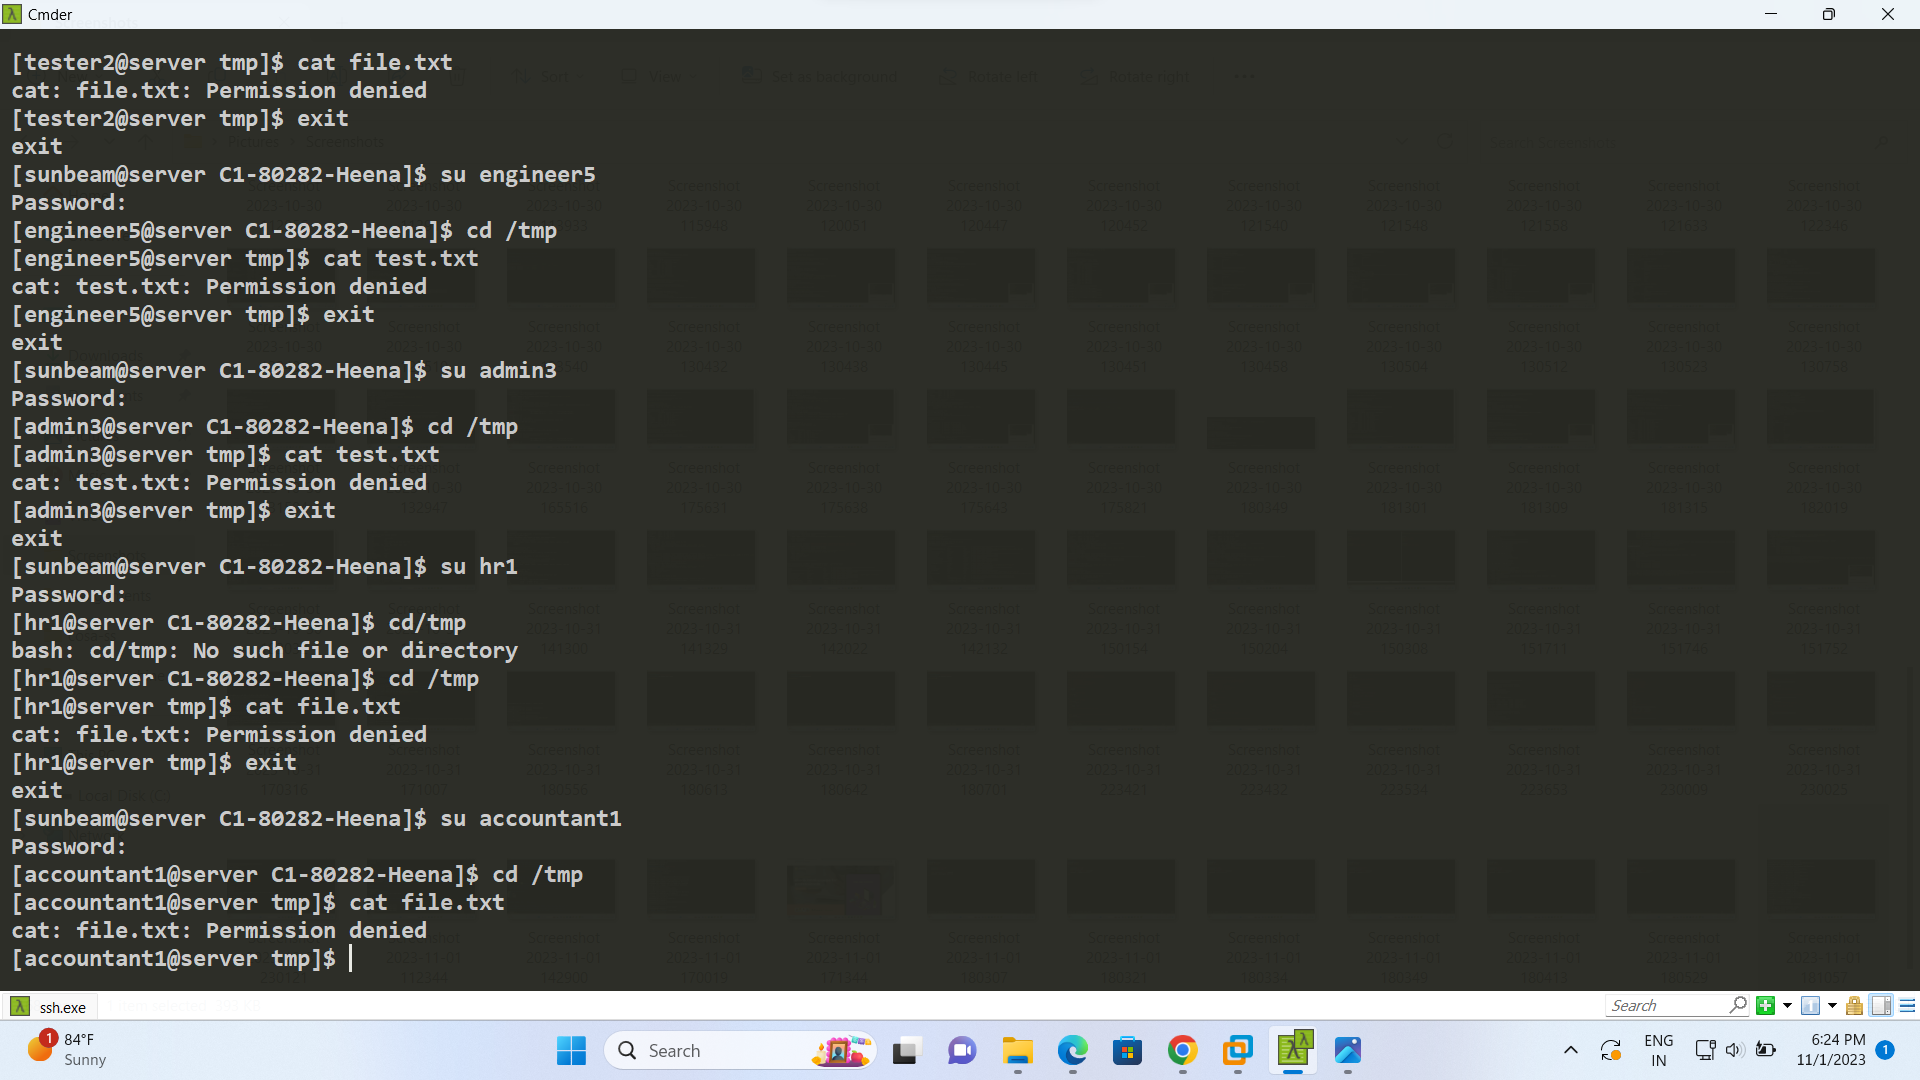 Cmder
[tester2@server tmp]$ cat file.txt
cat: file.txt: Permission denied
[tester2@server tmp]$ exit
exit
[sunbeam@server C1-80282-Heena]$ su engineer5
Password:
[engineer5@server C1-80282-Heena]$ cd /tmp
[engineer5@server tmp]$ cat test.txt
cat: test.txt: Permission denied
[engineer5@server tmp]$ exit
exit
[sunbeam@server C1-80282-Heena]$ su admin3
Password:
[admin3@server C1-80282-Heena]$ cd /tmp
[admin3@server tmp]$ cat test.txt
cat: test.txt: Permission denied
[admin3@server tmp]$ exit
exit
[sunbeam@server C1-80282-Heena]$ su hr1
Password:
[hr1@server C1-80282-Heena]$ cd/tmp
bash: cd/tmp: No such file or directory
[hr1@server C1-80282-Heena]$ cd /tmp
[hr1@server tmp]$ cat file.txt
cat: file.txt: Permission denied
[hr1@server tmp]$ exit
exit
[sunbeam@server C1-80282-Heena]$ su accountant1
Password:
[accountant1@server C1-80282-Heena]$ cd /tmp
[accountant1@server tmp]$ cat file.txt
cat: file.txt: Permission denied
[accountant1@server tmp]$
ssh.exe
Search
1
84°F
Sunny
Search
ENG
IN
6:24 PM
11/1/2023
1